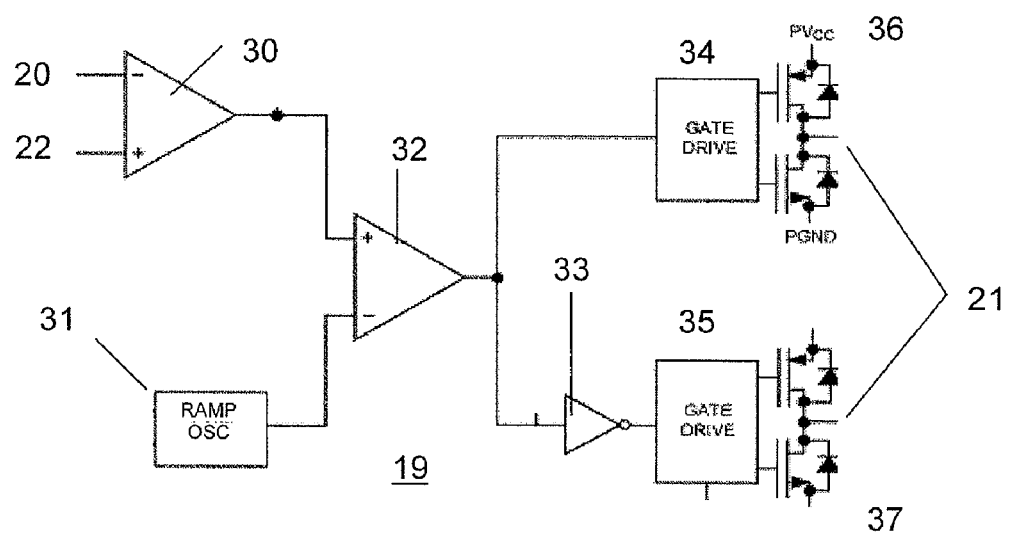 36
PVCC
30
34
20
-
GATE
DRIVE
22
+
32
+
PGND
33
21
31
-
35
RAMP
OSC
GATE
DRIVE
19
37